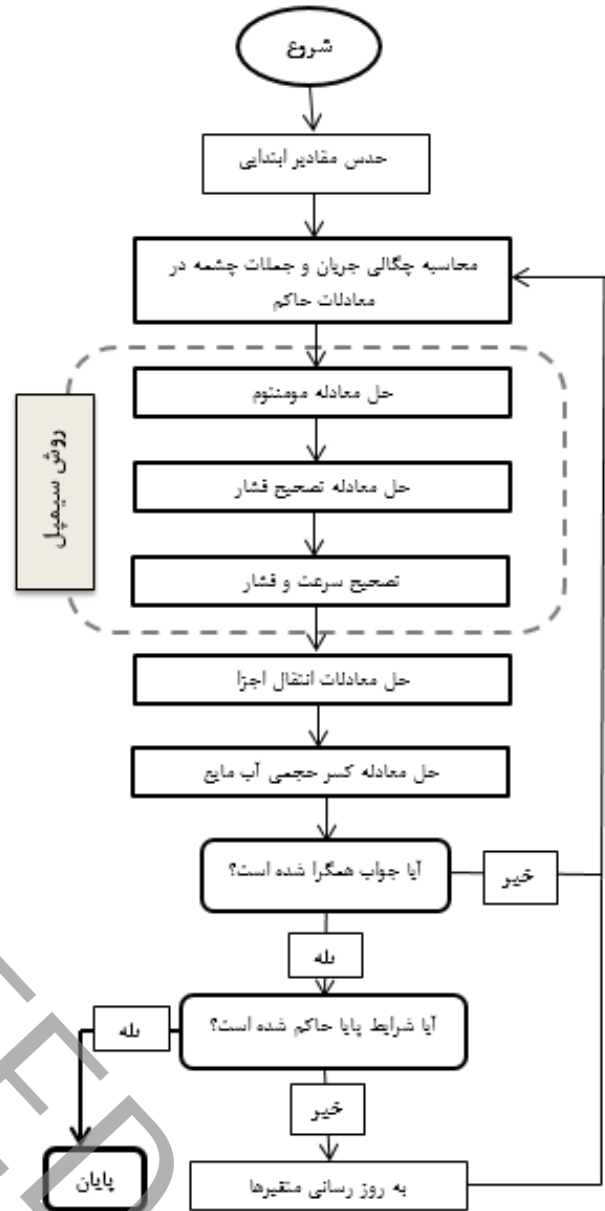 شروع
حدس مقادیر ابتدایی
محاسبه چگالی جریان و جملات چشمه در
معادلات حاکم
روش سیمپل
حل معادله مومنتوم
حل معادله تصحیح فشار
تصحیح سرعت و فشار
حل معادلات انتقال اجزا
حل معادله کسر حجمی آب مایع
آیا جواب همگرا شده است؟
خیر
بله
آیا شرایط پایا حاکم شده است؟
بله
خیر
پایان
به روز رسانی متغیرها